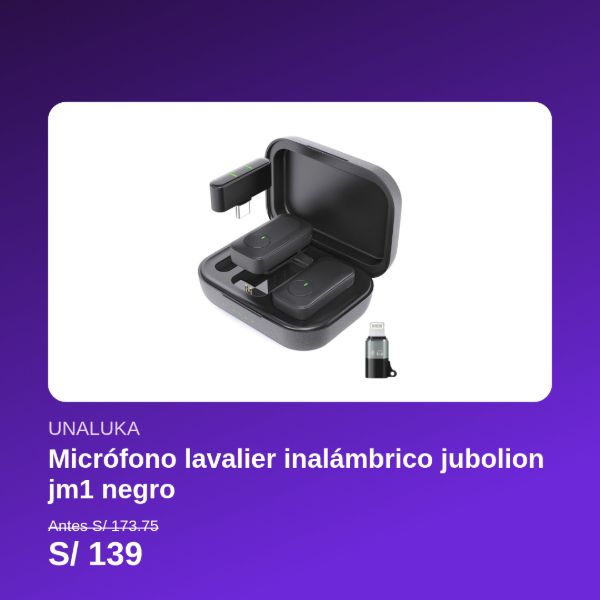 UNALUKA
Micrófono lavalier inalámbrico jubolion
jm1 negro
Antes S/ 173.75
S/ 139